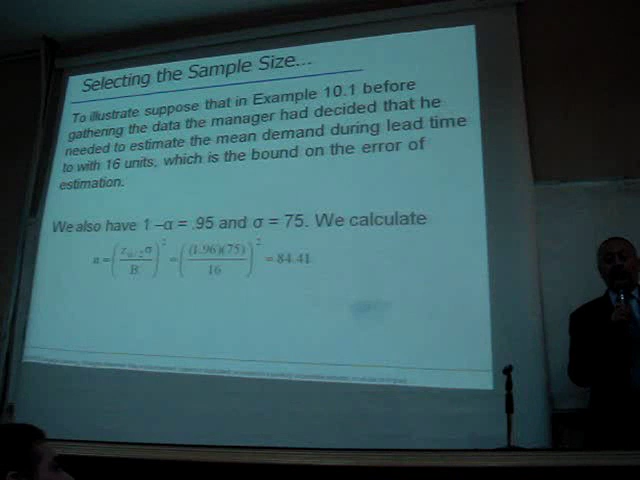 Selecting the Sample Size...
To illustrate suppose that in Example 10.1 before
gathering the data the manager had decided that he
needed to estimate the mean demand during lead time
to with 16 units, which is the bound on the error of
estimation.
We also have 1 –α = .95 and σ = 75. We calculate
n = (z_{α/2}σ / B)² = ((1.96)(75) / 16)² = 84.41